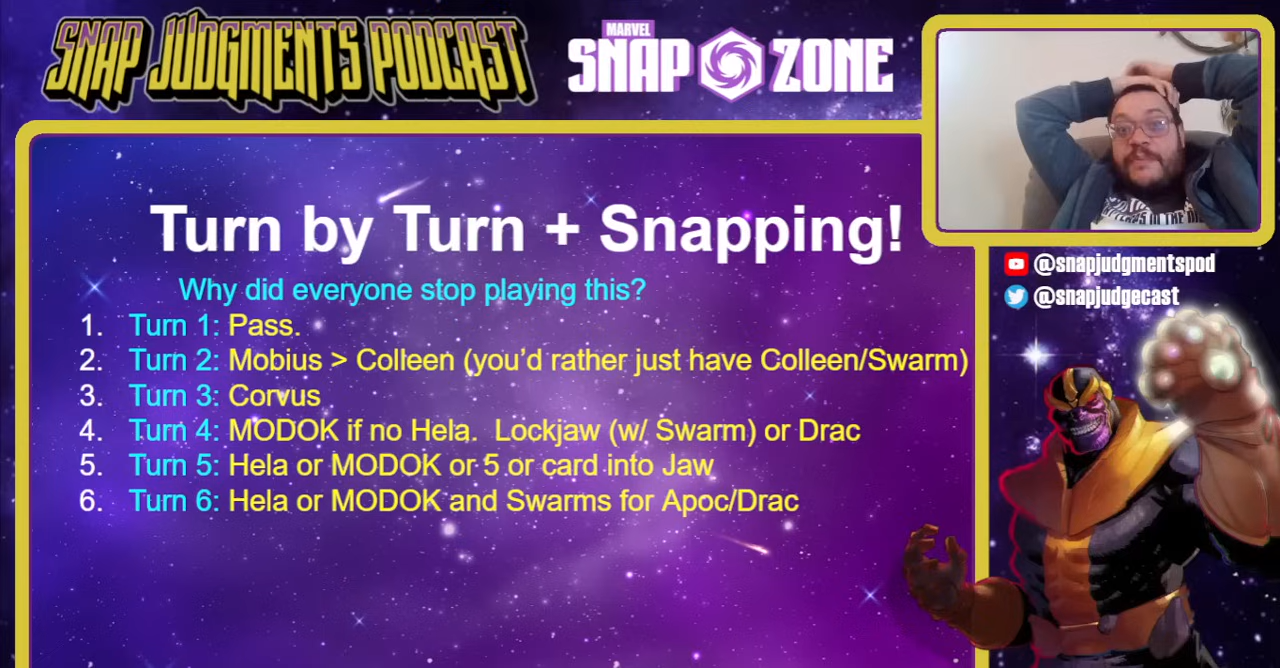 SNAP JUDGMENTS PODCAST
MARVEL
SNAP ZONE
Turn by Turn + Snapping!
Why did everyone stop playing this?
1. Turn 1: Pass.
2. Turn 2: Mobius > Colleen (you'd rather just have Colleen/Swarm)
3. Turn 3: Corvus
4. Turn 4: MODOK if no Hela.  Lockjaw (w/ Swarm) or Drac
5. Turn 5: Hela or MODOK or 5 or card into Jaw
6. Turn 6: Hela or MODOK and Swarms for Apoc/Drac
@snapjudgmentspod
@snapjudgecast